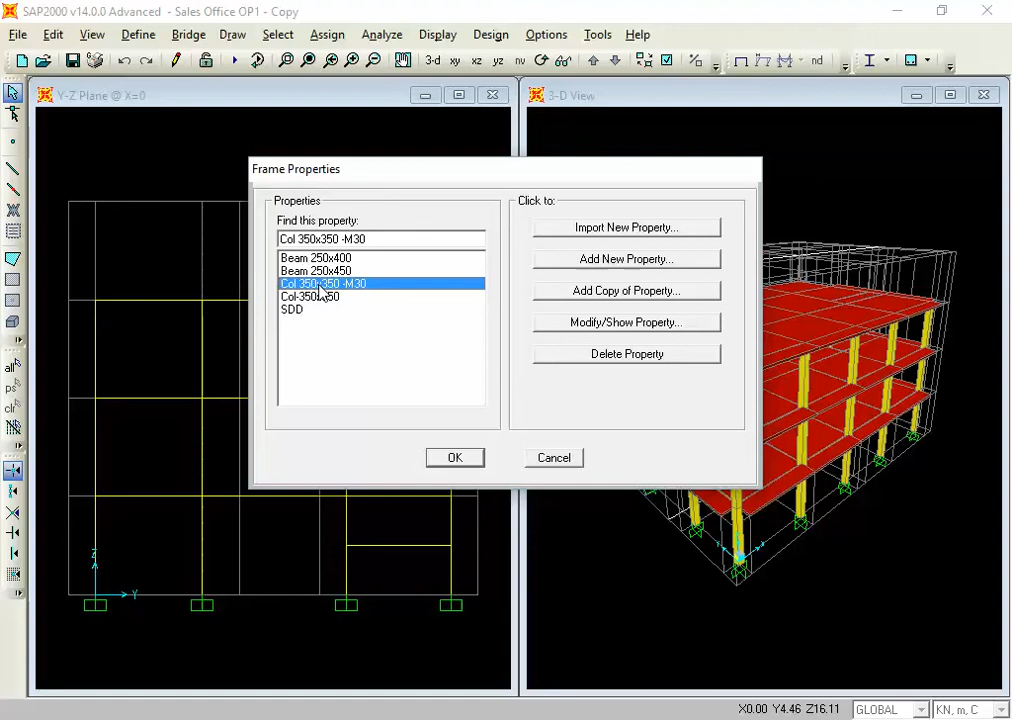 SAP2000 v14.0.0 Advanced - Sales Office OP1 - Copy
File Edit View Define Bridge Draw Select Assign Analyze Display Design Options Tools Help
3-d xy xz yz nv nd
Y-Z Plane @ X=0
3-D View
Frame Properties
Properties
Find this property:
Col 350x350 -M30
Beam 250x400
Beam 250x450
Col 350x350 -M30
SDD
Click to:
Import New Property...
Add New Property...
Add Copy of Property...
Modify/Show Property...
Delete Property
OK
Cancel
all
ps
clr
Z
Y
X0.00 Y4.46 Z16.11
GLOBAL
KN, m, C